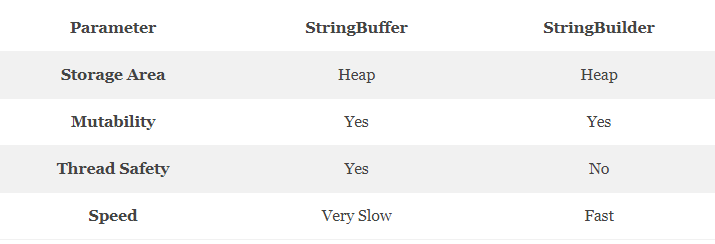 Parameter StringBuffer StringBuilder
Storage Area Heap Heap
Mutability Yes Yes
Thread Safety Yes No
Speed Very Slow Fast